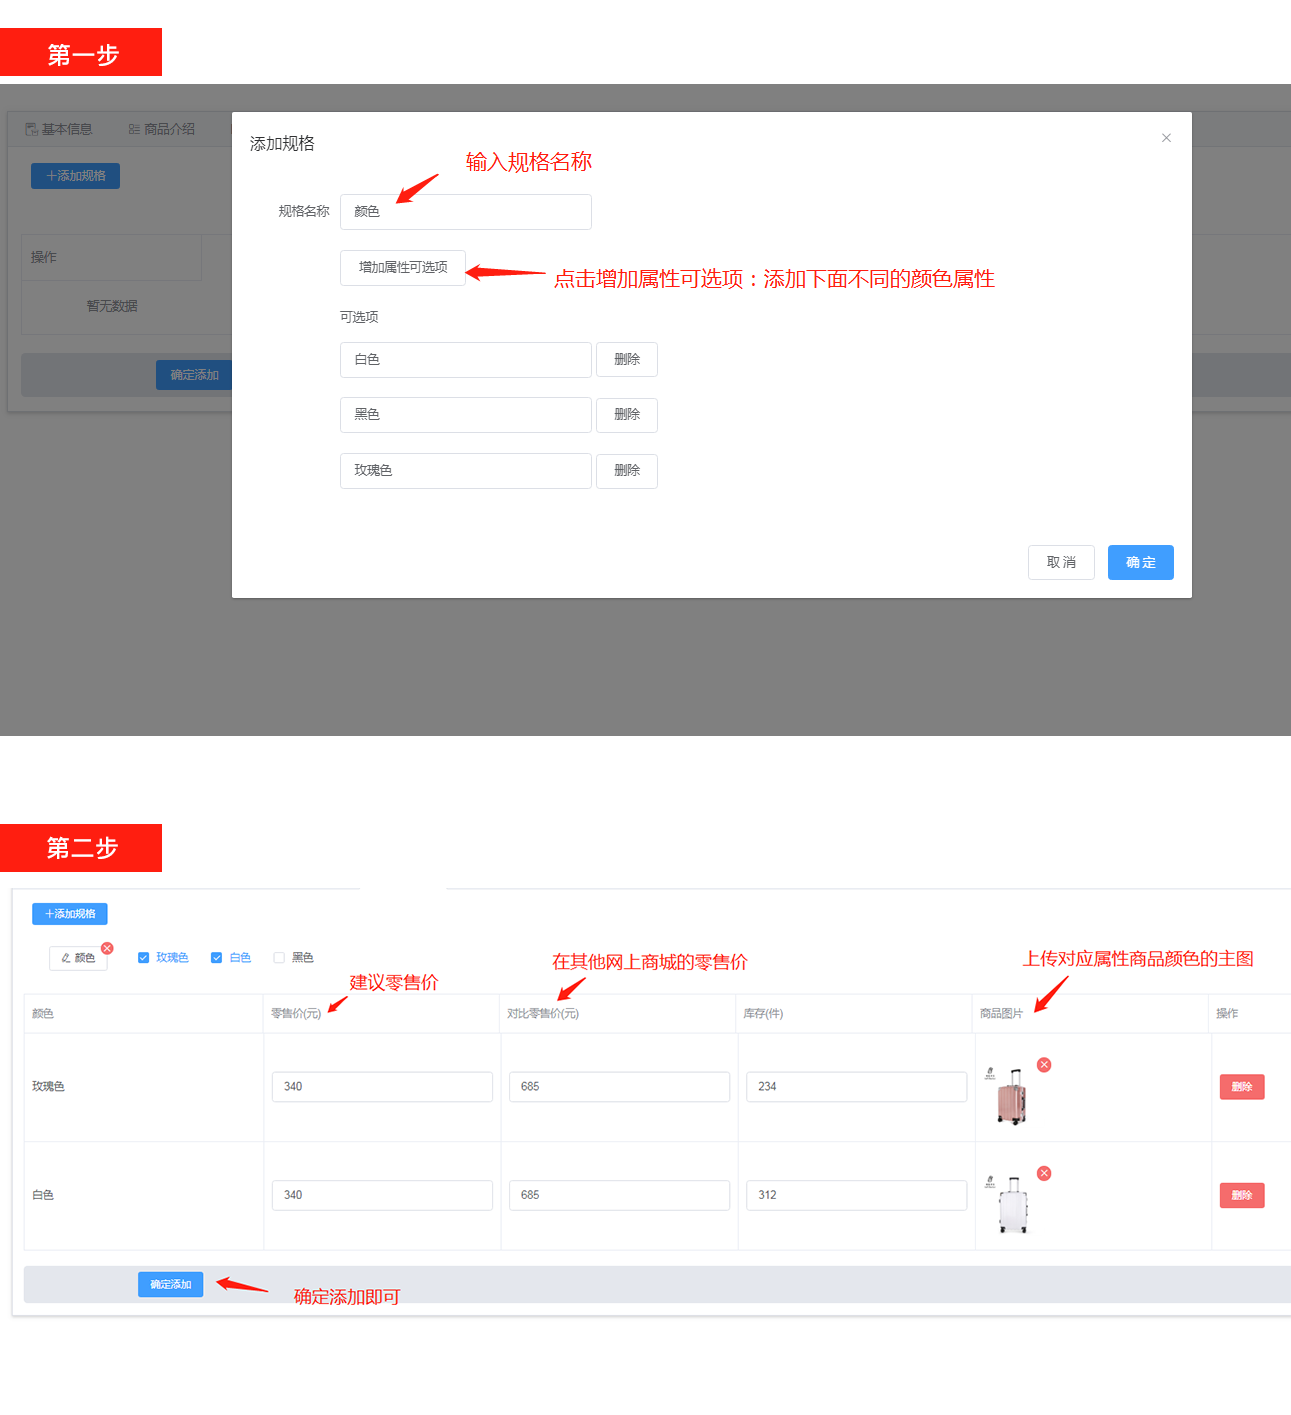 第一步
基本信息
商品介绍
添加规格
输入规格名称
＋添加规格
规格名称
颜色
操作
增加属性可选项
点击增加属性可选项：添加下面不同的颜色属性
暂无数据
可选项
白色
删除
确定添加
黑色
删除
玫瑰色
删除
取消
确定
第二步
＋添加规格
颜色
玫瑰色
白色
黑色
建议零售价
在其他网上商城的零售价
上传对应属性商品颜色的主图
颜色
零售价(元)
对比零售价(元)
库存(件)
商品图片
操作
玫瑰色
340
685
234
删除
白色
340
685
312
删除
确定添加
确定添加即可